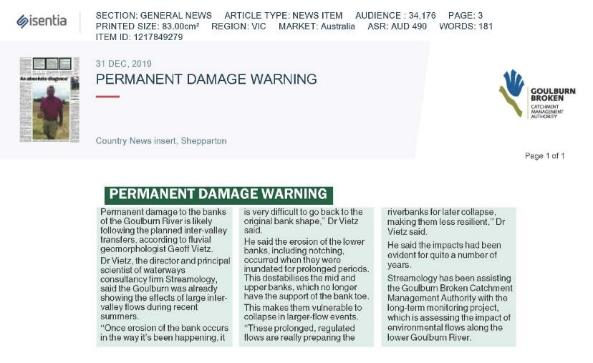 isentia
SECTION: GENERAL NEWS ARTICLE TYPE: NEWS ITEM AUDIENCE : 34,176 PAGE: 3
PRINTED SIZE: 83.00cm² REGION: VIC MARKET: Australia ASR: AUD 490 WORDS: 181
ITEM ID: 1217849279
An absolute disgrace
31 DEC, 2019
PERMANENT DAMAGE WARNING
Country News insert, Shepparton
GOULBURN
BROKEN
CATCHMENT
MANAGEMENT
AUTHORITY
Page 1 of 1
PERMANENT DAMAGE WARNING
Permanent damage to the banks
of the Goulburn River is likely
following the planned inter-valley
transfers, according to fluvial
geomorphologist Geoff Vietz.
Dr Vietz, the director and principal
scientist of waterways
consultancy firm Streamology,
said the Goulburn was already
showing the effects of large inter-
valley flows during recent
summers.
"Once erosion of the bank occurs
in the way it's been happening, it
is very difficult to go back to the
original bank shape," Dr Vietz
said.
He said the erosion of the lower
banks, including notching,
occurred when they were
inundated for prolonged periods.
This destabilises the mid and
upper banks, which no longer
have the support of the bank toe.
This makes them vulnerable to
collapse in larger-flow events.
"These prolonged, regulated
flows are really preparing the
riverbanks for later collapse,
making them less resilient," Dr
Vietz said.
He said the impacts had been
evident for quite a number of
years.
Streamology has been assisting
the Goulburn Broken Catchment
Management Authority with the
long-term monitoring project,
which is assessing the impact of
environmental flows along the
lower Goulburn River.